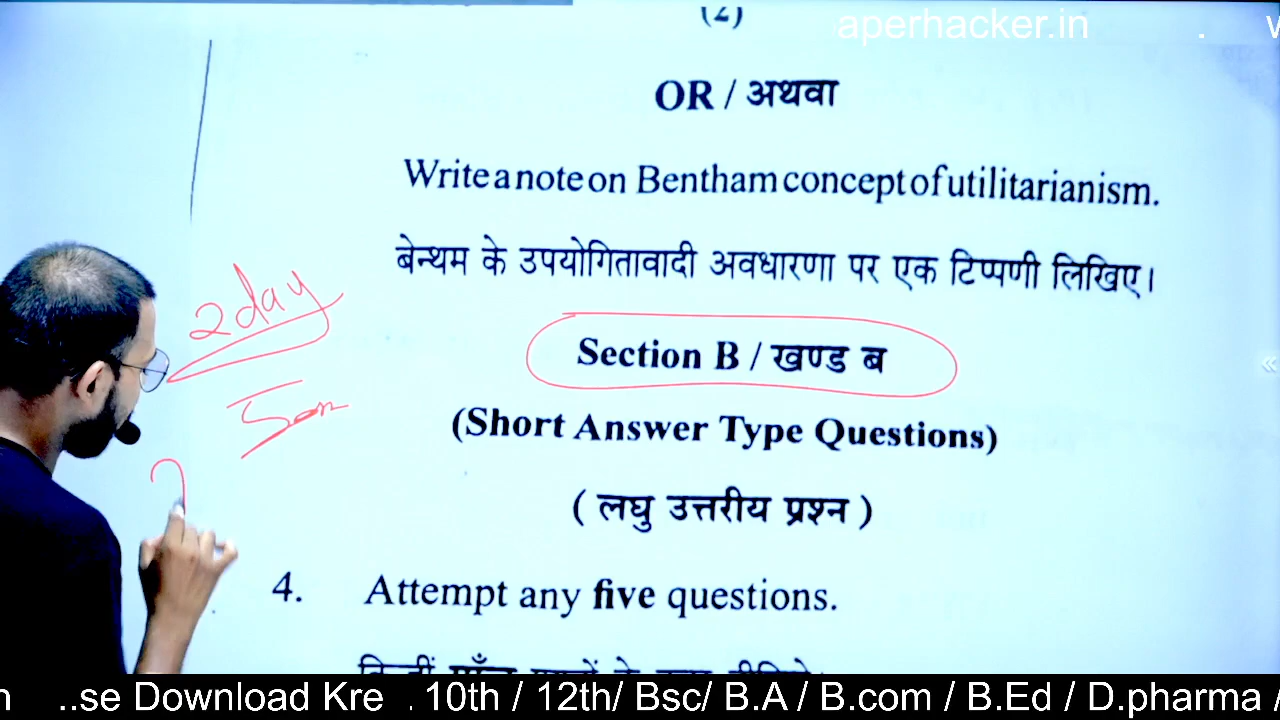 (2)
aperhacker.in . w
OR / अथवा
Write a note on Bentham concept of utilitarianism.
बेन्थम के उपयोगितावादी अवधारणा पर एक टिप्पणी लिखिए।
2 day
Section B / खण्ड ब
(Short Answer Type Questions)
( लघु उत्तरीय प्रश्न )
4. Attempt any five questions.
n ..se Download Kre . 10th / 12th/ Bsc/ B.A / B.com / B.Ed / D.pharma /